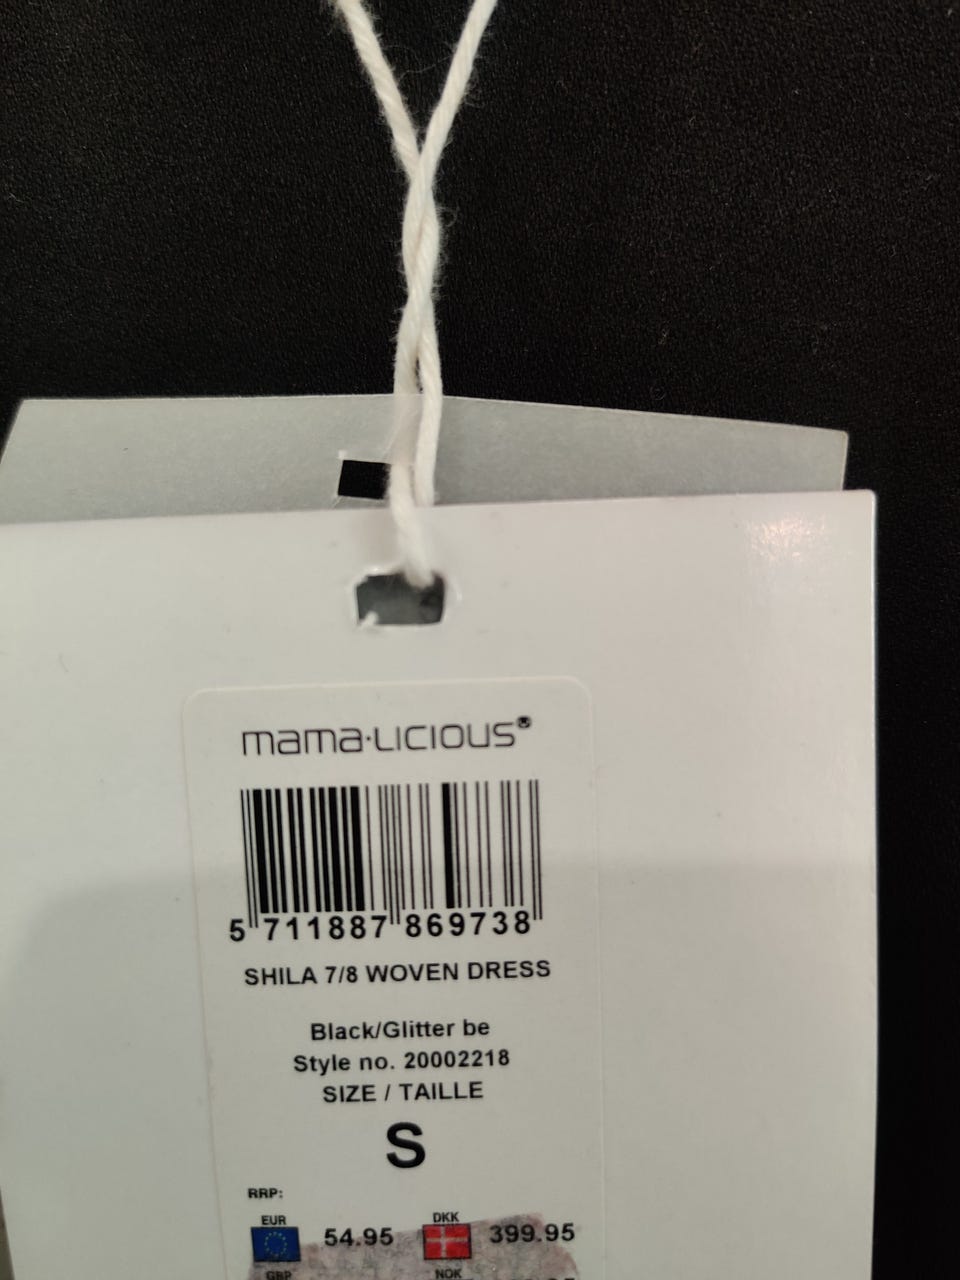 mama·licious®
5 711887 869738
SHILA 7/8 WOVEN DRESS
Black/Glitter be
Style no. 20002218
SIZE / TAILLE
S
RRP:
EUR 54.95 DKK 399.95
GBP NOK